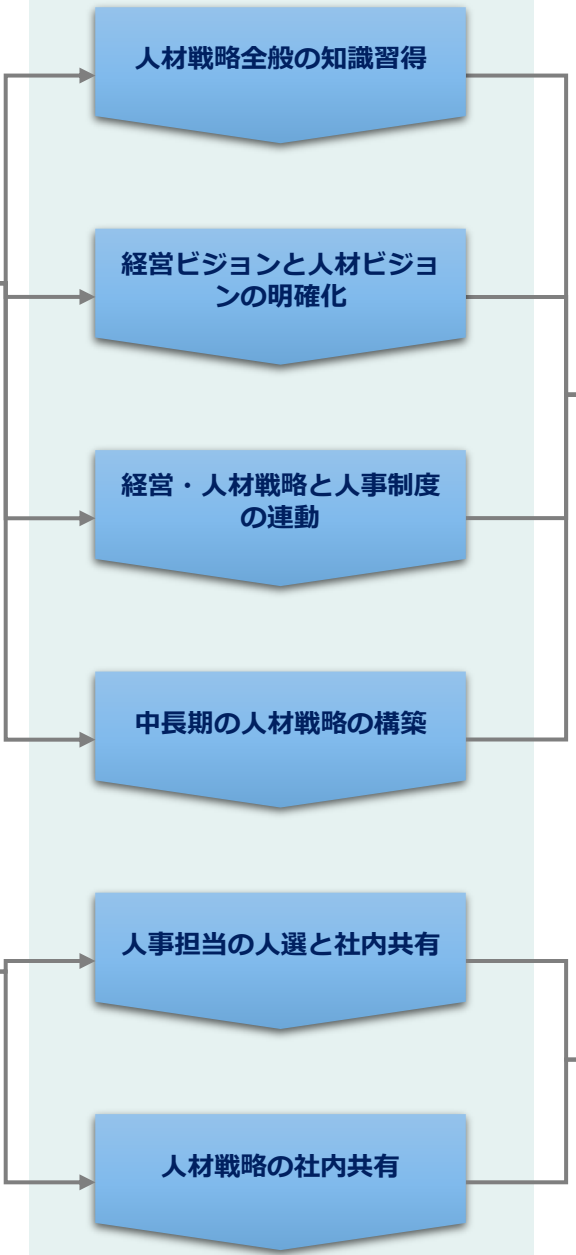 人材戦略全般の知識習得
経営ビジョンと人材ビジョ
ンの明確化
経営・人材戦略と人事制度
の連動
中長期の人材戦略の構築
人事担当の人選と社内共有
人材戦略の社内共有